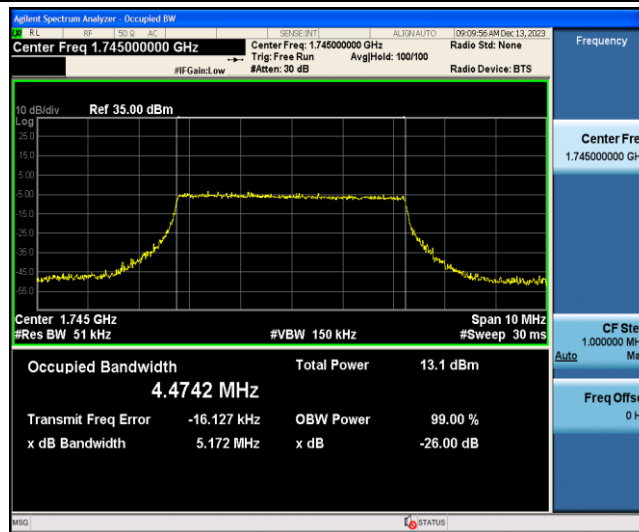 Agilent Spectrum Analyzer - Occupied BW
RL RF 50 Ω AC SENSE:INT ALIGNAUTO 09:09:56 AM Dec 13, 2023
Center Freq 1.745000000 GHz
Center Freq: 1.745000000 GHz
Radio Std: None
Trig: Free Run Avg|Hold: 100/100
#IFGain:Low #Atten: 30 dB
Radio Device: BTS
10 dB/div Ref 35.00 dBm
Log
25.0
15.0
5.00
-5.00
-15.0
-25.0
-35.0
-45.0
-55.0
Center 1.745 GHz Span 10 MHz
#Res BW 51 kHz #VBW 150 kHz #Sweep 30 ms
Occupied Bandwidth Total Power 13.1 dBm
4.4742 MHz
Transmit Freq Error -16.127 kHz OBW Power 99.00 %
x dB Bandwidth 5.172 MHz x dB -26.00 dB
MSG STATUS
Frequency
Center Fre
1.745000000 GH
CF Ste
1.000000 MH
Auto Ma
Freq Offse
0 H